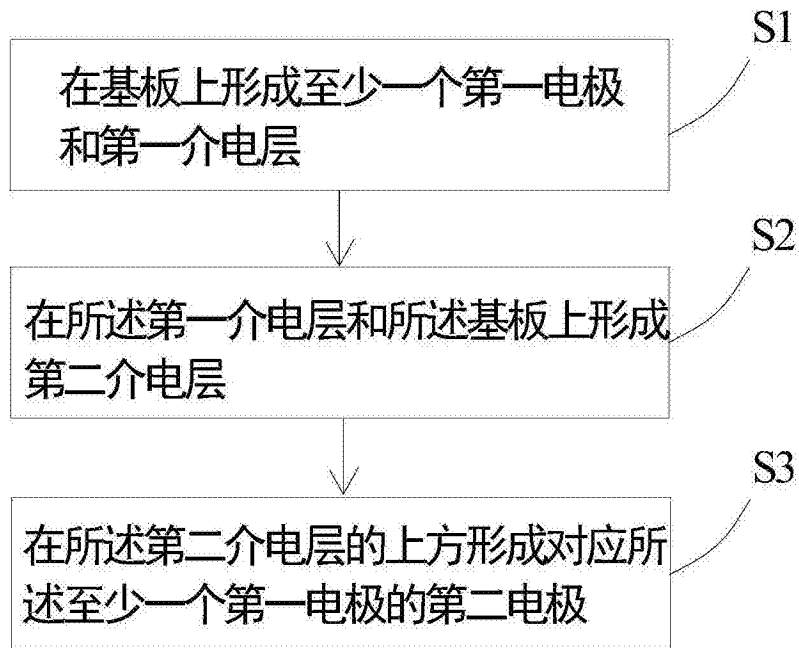 S1
在基板上形成至少一个第一电极
和第一介电层
S2
在所述第一介电层和所述基板上形成
第二介电层
S3
在所述第二介电层的上方形成对应所
述至少一个第一电极的第二电极